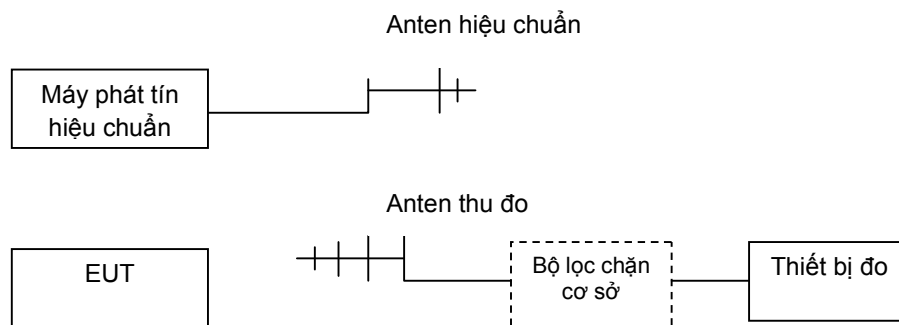 Anten hiệu chuẩn
Máy phát tín
hiệu chuẩn
Anten thu đo
EUT
Bộ lọc chặn
cơ sở
Thiết bị đo